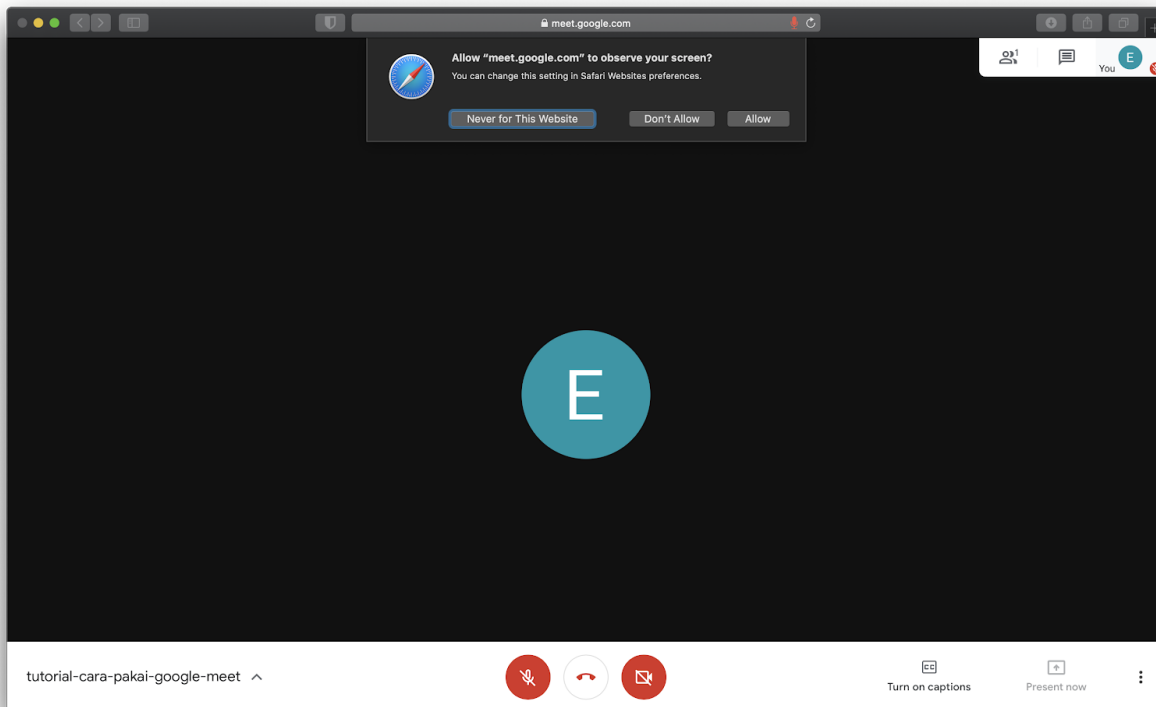 meet.google.com
Allow “meet.google.com” to observe your screen?
You can change this setting in Safari Websites preferences.
Never for This Website
Don’t Allow
Allow
1
You
E
E
tutorial-cara-pakai-google-meet
CC
Turn on captions
Present now